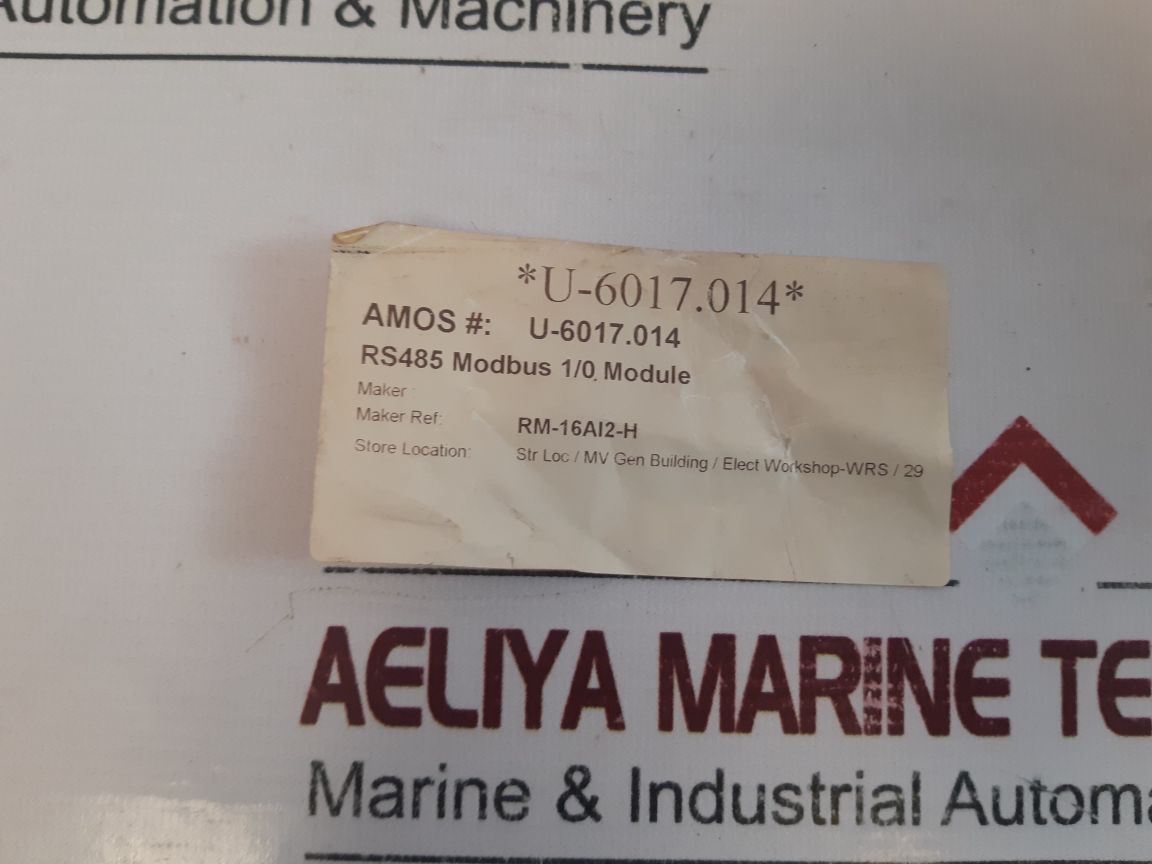 Automation & Machinery
*U-6017.014*
AMOS #: U-6017.014
RS485 Modbus 1/0 Module
Maker :
Maker Ref: RM-16AI2-H
Store Location: Str Loc / MV Gen Building / Elect Workshop-WRS / 29
AELIYA MARINE TE
Marine & Industrial Automa